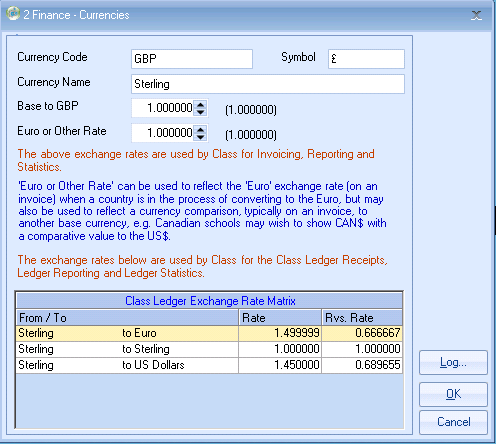 2 Finance - Currencies
Currency Code GBP Symbol £
Currency Name Sterling
Base to GBP 1.000000 (1.000000)
Euro or Other Rate 1.000000 (1.000000)
The above exchange rates are used by Class for Invoicing, Reporting and
Statistics.
'Euro or Other Rate' can be used to reflect the 'Euro' exchange rate (on an
invoice) when a country is in the process of converting to the Euro, but may
also be used to reflect a currency comparison, typically on an invoice, to
another base currency, e.g. Canadian schools may wish to show CAN$ with
a comparative value to the US$.
The exchange rates below are used by Class for the Class Ledger Receipts,
Ledger Reporting and Ledger Statistics.
Class Ledger Exchange Rate Matrix
From / To Rate Rvs. Rate
Sterling to Euro 1.499999 0.666667
Sterling to Sterling 1.000000 1.000000
Sterling to US Dollars 1.450000 0.689655
Log...
OK
Cancel